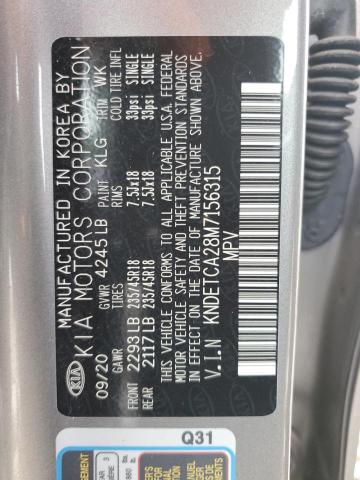 MANUFACTURED IN KOREA BY
KIA KIA MOTORS CORPORATION
09/20 GVWR 4245LB PAINT KLG TRIM WK
GAWR TIRES RIMS COLD TIRE INFL
FRONT 2293LB 235/45R18 7.5Jx18 33psi SINGLE
REAR 2117LB 235/45R18 7.5Jx18 33psi SINGLE
THIS VEHICLE CONFORMS TO ALL APPLICABLE U.S.A. FEDERAL
MOTOR VEHICLE SAFETY AND THEFT PREVENTION STANDARDS
IN EFFECT ON THE DATE OF MANUFACTURE SHOWN ABOVE.
V.I.N KNDETCA28M7156315
MPV
Q31